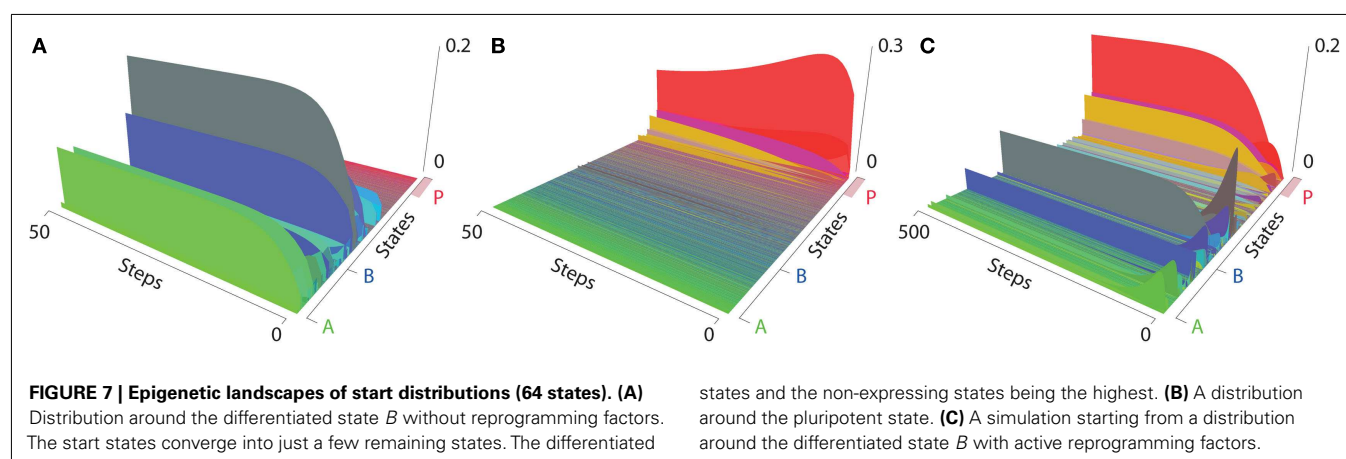 A
0.2
0
P
States
B
A
50
Steps
0
B
0.3
0
P
States
B
A
50
Steps
0
C
0.2
0
P
States
B
A
500
Steps
0
FIGURE 7 | Epigenetic landscapes of start distributions (64 states). (A)
Distribution around the differentiated state B without reprogramming factors.
The start states converge into just a few remaining states. The differentiated
states and the non-expressing states being the highest. (B) A distribution
around the pluripotent state. (C) A simulation starting from a distribution
around the differentiated state B with active reprogramming factors.